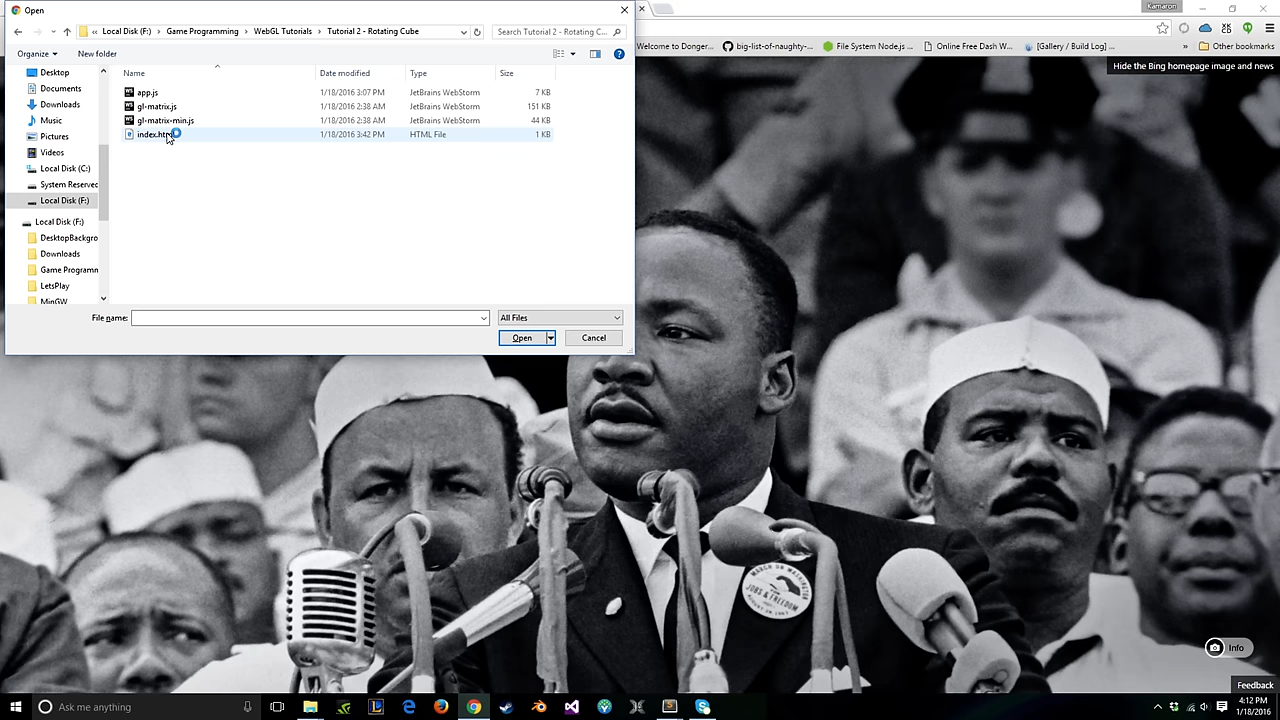 Open
Kamaron
Local Disk (F:) Game Programming WebGL Tutorials Tutorial 2 - Rotating Cube
Search Tutorial 2 - Rotating C...
Organize New folder
Welcome to Donger... big-list-of-naughty-... File System Node.js ... Online Free Dash W... [Gallery / Build Log] ... » Other bookmarks
Hide the Bing homepage image and news
Name Date modified Type Size
app.js 1/18/2016 3:07 PM JetBrains WebStorm 7 KB
gl-matrix.js 1/18/2016 2:38 AM JetBrains WebStorm 151 KB
gl-matrix-min.js 1/18/2016 2:38 AM JetBrains WebStorm 44 KB
index.html 1/18/2016 3:42 PM HTML File 1 KB
Desktop
Documents
Downloads
Music
Pictures
Videos
Local Disk (C:)
System Reserved
Local Disk (F:)
Local Disk (F:)
DesktopBackgro
Downloads
Game Programm
LetsPlay
MinGW
File name:
All Files
Open Cancel
MARCH ON WASHINGTON
FOR
JOBS & FREEDOM
Info
Feedback
Ask me anything
4:12 PM
1/18/2016